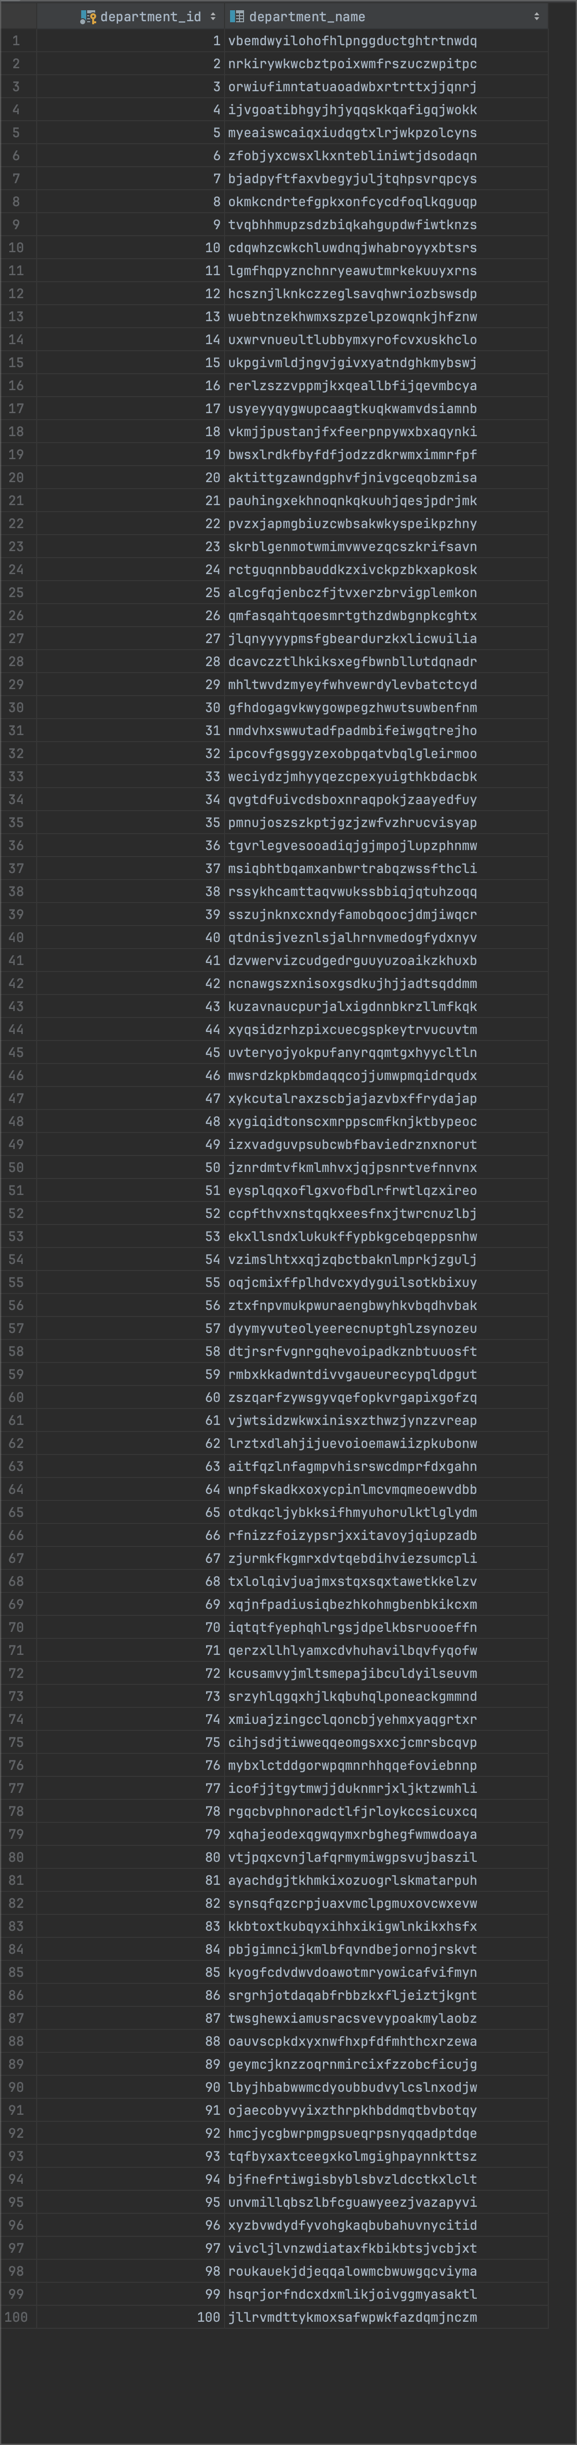 department_id department_name
1 1 vbemdwyilohofhlpnggductghtrtnwdq
2 2 nrkirywkwcbztpoixwmfrszuczwpitpc
3 3 orwiufimntatuaoadwbxrtrttxjjqnrj
4 4 ijvgoatibhgyjhjyqqskkqafigqjwokk
5 5 myeaiswcaiqxiudqgtxlrjwkpzolcyns
6 6 zfobjyxcwsxlkxntebliniwtjdsodaqn
7 7 bjadpyftfaxvbegyjuljtqhpsvrqpcys
8 8 okmkcndrtefgpkxonfcycdfoqlkqguqp
9 9 tvqbhhmupzsdzbiqkahgupdwfiwtknzs
10 10 cdqwhzcwkchluwdnqjwhabroyyxbtsrs
11 11 lgmfhqpyznchnryeawutmrkekuuyxrns
12 12 hcsznjlknkczzeglsavqhwriozbswsdp
13 13 wuebtnzekhwmxszpzelpzowqnkjhfznw
14 14 uxwrvnueultlubbymxyrofcvxuskhclo
15 15 ukpgivmldjngvjgivxyatndghkmybswj
16 16 rerlzszzvppmjkxqeallbfijqevmbcya
17 17 usyeyyqygwupcaagtkuqkwamvdsiamnb
18 18 vkmjjpustanjfxfeerpnpywxbxaqynki
19 19 bwsxlrdkfbyfdfjodzzdkrwmximmrfpf
20 20 aktittgzawndgphvfjnivgceqobzmisa
21 21 pauhingxekhnoqnkqkuuhjqesjpdrjmk
22 22 pvzxjapmgbiuzcwbsakwkyspeikpzhny
23 23 skrblgenmotwmimvwvezqcszkrifsavn
24 24 rctguqnnbbauddkzxivckpzbkxapkosk
25 25 alcgfqjenbczfjtvxerzbrvigplemkon
26 26 qmfasqahtqoesmrtgthzdwbgnpkcghtx
27 27 jlqnyyyypmsfgbeardurzkxlicwuilia
28 28 dcavczztlhkiksxegfbwnbllutdqnadr
29 29 mhltwvdzmyeyfwhvewrdylevbatctcyd
30 30 gfhdogagvkwygowpegzhwutsuwbenfnm
31 31 nmdvhxswwutadfpadmbifeiwgqtrejho
32 32 ipcovfgsggyzexobpqatvbqlgleirmoo
33 33 weciydzjmhyyqezcpexyuigthkbdacbk
34 34 qvgtdfuivcdsboxnraqpokjzaayedfuy
35 35 pmnujoszszkptjgzjzwfvzhrucvisyap
36 36 tgvrlegvesooadiqjgjmpojlupzphnmw
37 37 msiqbhtbqamxanbwrtrabqzwssfthcli
38 38 rssykhcamttaqvwukssbbiqjqtuhzoqq
39 39 sszujnknxcxndyfamobqoocjdmjiwqcr
40 40 qtdnisjveznlsjalhrnvmedogfydxnyv
41 41 dzvwervizcudgedrguuyuzoaikzkhuxb
42 42 ncnawgszxnisoxgsdkujhjjadtsqddmm
43 43 kuzavnaucpurjalxigdnnbkrzllmfkqk
44 44 xyqsidzrhzpixcuecgspkeytrvucuvtm
45 45 uvteryojyokpufanyrqqmtgxhyycltln
46 46 mwsrdzkpkbmdaqqcojjumwpmqidrqudx
47 47 xykcutalraxzscbjajazvbxffrydajap
48 48 xygiqidtonscxmrppscmfknjktbypeoc
49 49 izxvadguvpsubcwbfbaviedrznxnorut
50 50 jznrdmtvfkmlmhvxjqjpsnrtvefnnvnx
51 51 eysplqqxoflgxvofbdlrfrwtlqzxireo
52 52 ccpfthvxnstqqkxeesfnxjtwrcnuzlbj
53 53 ekxllsndxlukukffypbkgcebqeppsnhw
54 54 vzimslhtxxqjzqbctbaknlmprkjzgulj
55 55 oqjcmixffplhdvcxydyguilsotkbixuy
56 56 ztxfnpvmukpwuraengbwyhkvbqdhvbak
57 57 dyymyvuteolyeerecnuptghlzsynozeu
58 58 dtjrsrfvgnrgqhevoipadkznbtuuosft
59 59 rmbxkkadwntdivvgaueurecypqldpgut
60 60 zszqarfzywsgyvqefopkvrgapixgofzq
61 61 vjwtsidzwkwxinisxzthwzjynzzvreap
62 62 lrztxdlahjijuevoioemawiizpkubonw
63 63 aitfqzlnfagmpvhisrswcdmprfdxgahn
64 64 wnpfskadkxoxycpinlmcvmqmeoewvdbb
65 65 otdkqcljybkksifhmyuhorulktlglydm
66 66 rfnizzfoizypsrjxxitavoyjqiupzadb
67 67 zjurmkfkgmrxdvtqebdihviezsumcpli
68 68 txlolqivjuajmxstqxsqxtawetkkelzv
69 69 xqjnfpadiusiqbezhkohmgbenbkikcxm
70 70 iqtqtfyephqhlrgsjdpelkbsruooeffn
71 71 qerzxllhlyamxcdvhuhavilbqvfyqofw
72 72 kcusamvyjmltsmepajibculdyilseuvm
73 73 srzyhlqgqxhjlkqbuhqlponeackgmmnd
74 74 xmiuajzingcclqoncbjyehmxyaqgrtxr
75 75 cihjsdjtiwweqqeomgsxxcjcmrsbcqvp
76 76 mybxlctddgorwpqmnrhhqqefoviebnnp
77 77 icofjjtgytmwjjduknmrjxljktzwmhli
78 78 rgqcbvphnoradctlfjrloykccsicuxcq
79 79 xqhajeodexqgwqymxrbghegfwmwdoaya
80 80 vtjpqxcvnjlafqrmymiwgpsvujbaszil
81 81 ayachdgjtkhmkixozuogrlskmatarpuh
82 82 synsqfqzcrpjuaxvmclpgmuxovcwxevw
83 83 kkbtoxtkubqyxihhxikigwlnkikxhsfx
84 84 pbjgimncijkmlbfqvndbejornojrskvt
85 85 kyogfcdvdwvdoawotmryowicafvifmyn
86 86 srgrhjotdaqabfrbbzkxfljeiztjkgnt
87 87 twsghewxiamusracsvevypoakmylaobz
88 88 oauvscpkdxyxnwfhxpfdfmhthcxrzewa
89 89 geymcjknzzoqrnmircixfzzobcficujg
90 90 lbyjhbabwwmcdyoubbudvylcslnxodjw
91 91 ojaecobyvyixzthrpkhbddmqtbvbotqy
92 92 hmcjycgbwrpmgpsueqrpsnyqqadptdqe
93 93 tqfbyxaxtceegxkolmgighpaynnkttsz
94 94 bjfnefrtiwgisbyblsbvzldcctkxlclt
95 95 unvmillqbszlbfcguawyeezjvazapyvi
96 96 xyzbvwdydfyvohgkaqbubahuvnycitid
97 97 vivcljlvnzwdiataxfkbikbtsjvcbjxt
98 98 roukauekjdjeqqalowmcbwuwgqcviyma
99 99 hsqrjorfndcxdxmlikjoivggmyasaktl
100 100 jllrvmdttykmoxsafwpwkfazdqmjnczm